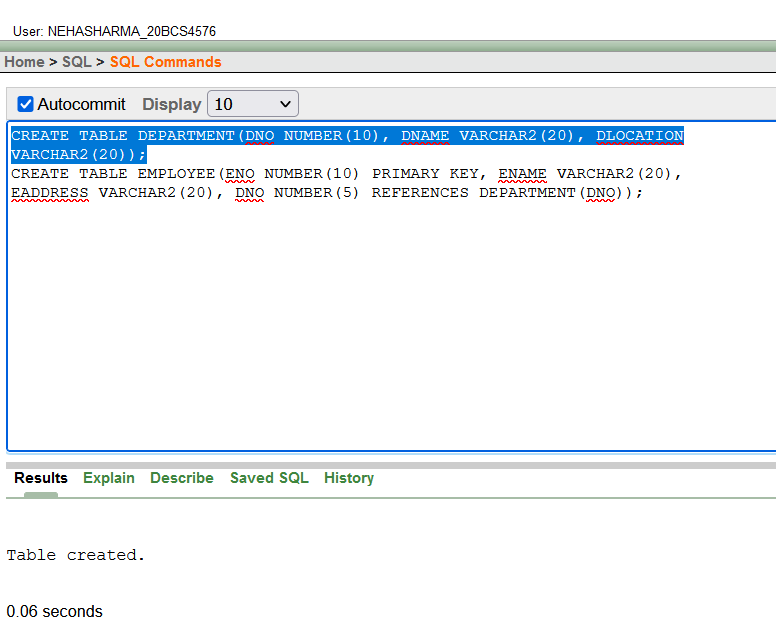 User: NEHASHARMA_20BCS4576
Home > SQL > SQL Commands
Autocommit Display 10
CREATE TABLE DEPARTMENT(DNO NUMBER(10), DNAME VARCHAR2(20), DLOCATION
VARCHAR2(20));
CREATE TABLE EMPLOYEE(ENO NUMBER(10) PRIMARY KEY, ENAME VARCHAR2(20),
EADDRESS VARCHAR2(20), DNO NUMBER(5) REFERENCES DEPARTMENT(DNO));
Results Explain Describe Saved SQL History
Table created.
0.06 seconds